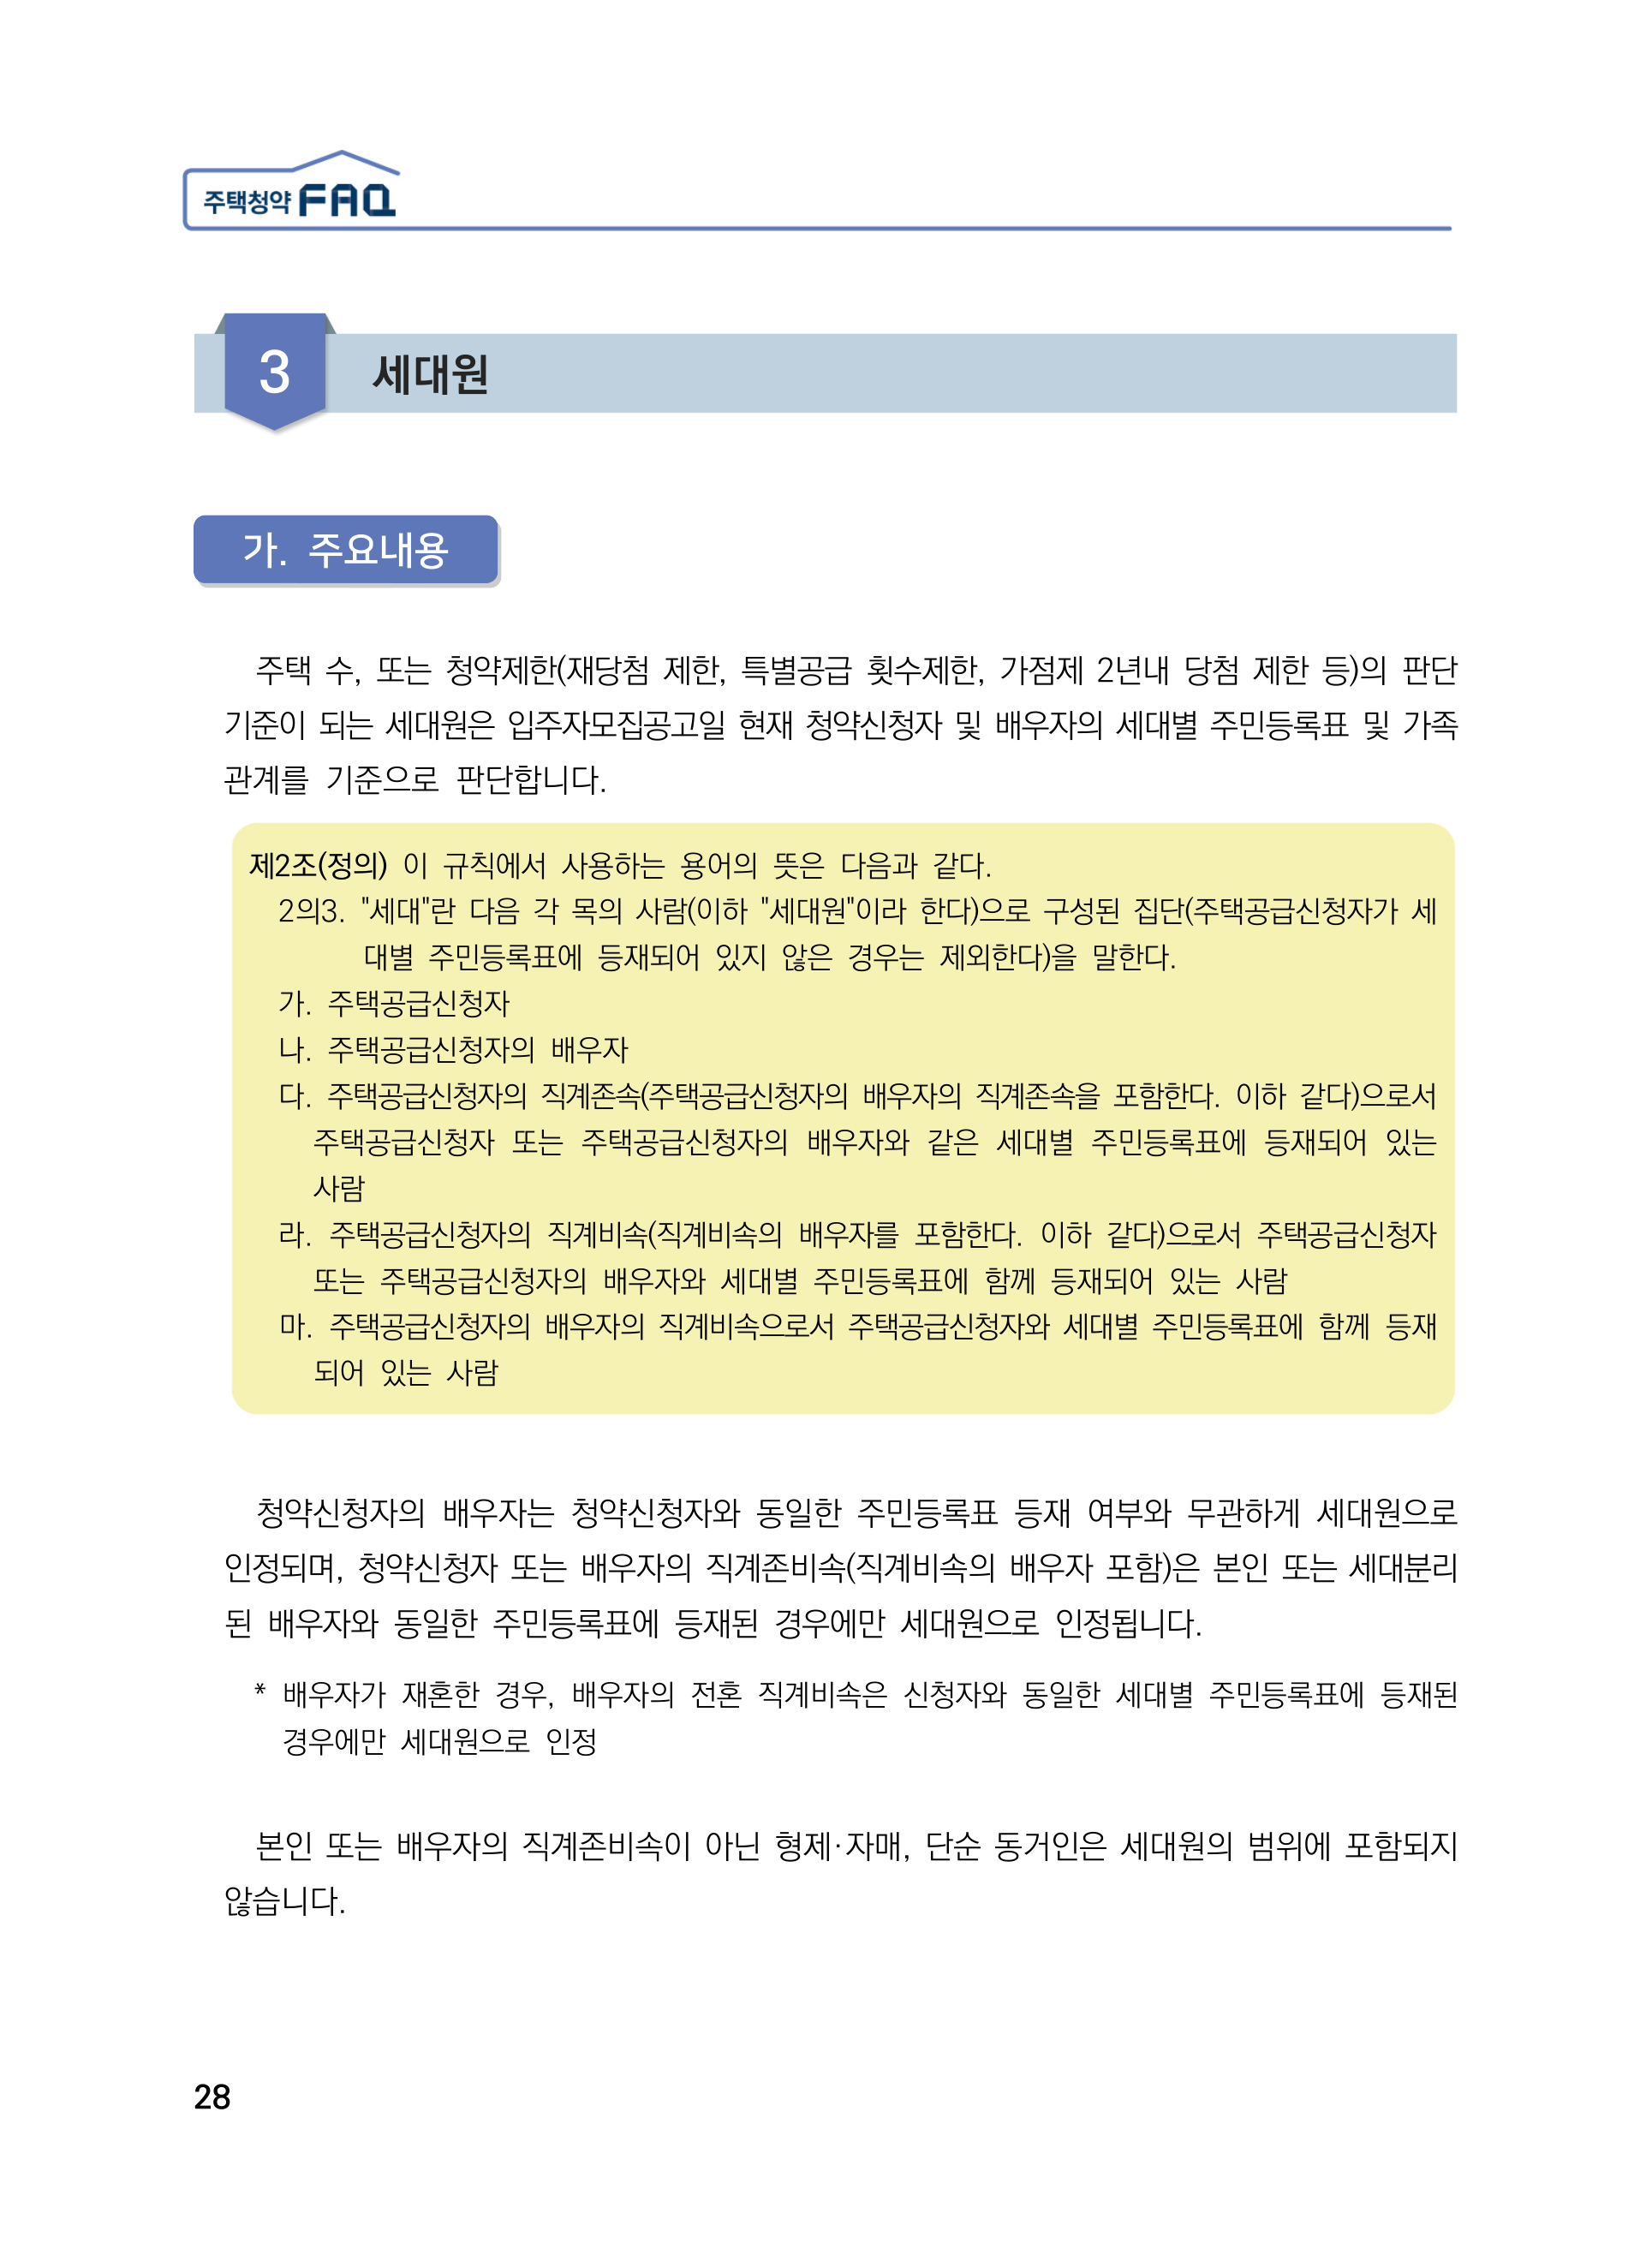 주택청약 FAQ
3 세대원
가. 주요내용
주택 수, 또는 청약제한(재당첨 제한, 특별공급 횟수제한, 가점제 2년내 당첨 제한 등)의 판단
기준이 되는 세대원은 입주자모집공고일 현재 청약신청자 및 배우자의 세대별 주민등록표 및 가족
관계를 기준으로 판단합니다.
제2조(정의) 이 규칙에서 사용하는 용어의 뜻은 다음과 같다.
2의3. "세대"란 다음 각 목의 사람(이하 "세대원"이라 한다)으로 구성된 집단(주택공급신청자가 세
대별 주민등록표에 등재되어 있지 않은 경우는 제외한다)을 말한다.
가. 주택공급신청자
나. 주택공급신청자의 배우자
다. 주택공급신청자의 직계존속(주택공급신청자의 배우자의 직계존속을 포함한다. 이하 같다)으로서
주택공급신청자 또는 주택공급신청자의 배우자와 같은 세대별 주민등록표에 등재되어 있는
사람
라. 주택공급신청자의 직계비속(직계비속의 배우자를 포함한다. 이하 같다)으로서 주택공급신청자
또는 주택공급신청자의 배우자와 세대별 주민등록표에 함께 등재되어 있는 사람
마. 주택공급신청자의 배우자의 직계비속으로서 주택공급신청자와 세대별 주민등록표에 함께 등재
되어 있는 사람
청약신청자의 배우자는 청약신청자와 동일한 주민등록표 등재 여부와 무관하게 세대원으로
인정되며, 청약신청자 또는 배우자의 직계존비속(직계비속의 배우자 포함)은 본인 또는 세대분리
된 배우자와 동일한 주민등록표에 등재된 경우에만 세대원으로 인정됩니다.
* 배우자가 재혼한 경우, 배우자의 전혼 직계비속은 신청자와 동일한 세대별 주민등록표에 등재된
경우에만 세대원으로 인정
본인 또는 배우자의 직계존비속이 아닌 형제·자매, 단순 동거인은 세대원의 범위에 포함되지
않습니다.
28